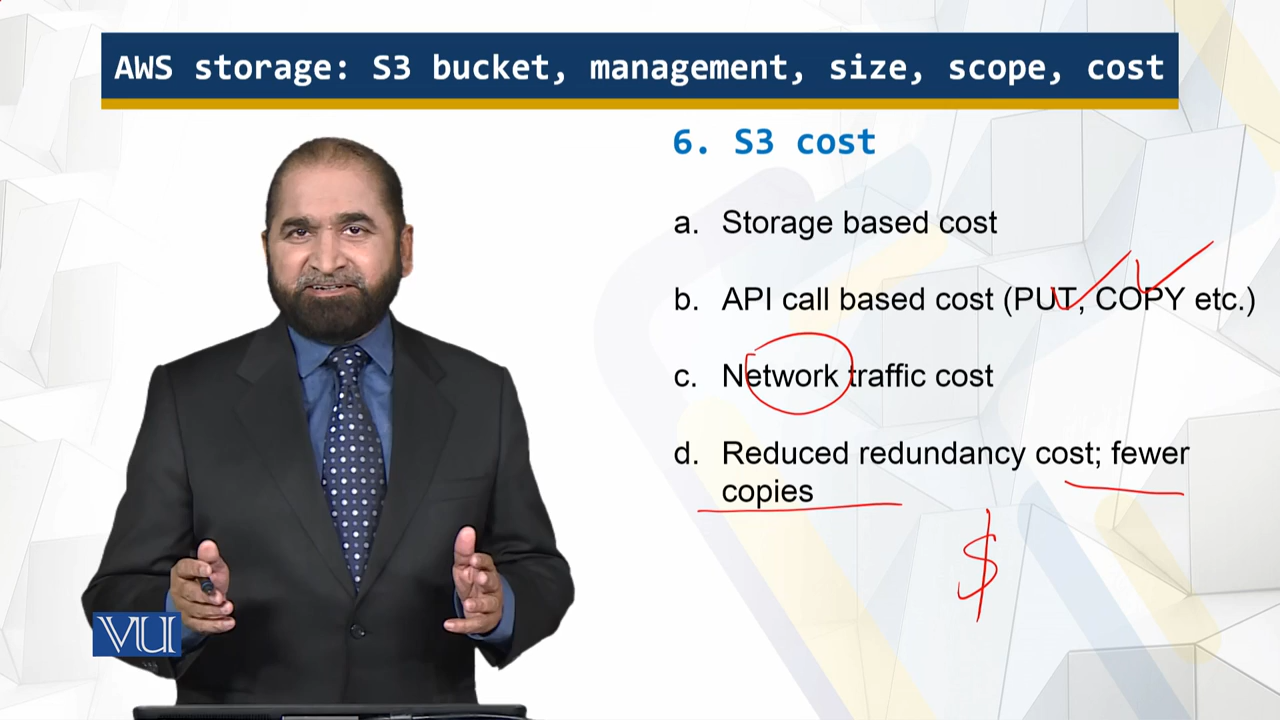 AWS storage: S3 bucket, management, size, scope, cost
6. S3 cost
a. Storage based cost
b. API call based cost (PUT, COPY etc.)
c. Network traffic cost
d. Reduced redundancy cost; fewer
copies
$
VU